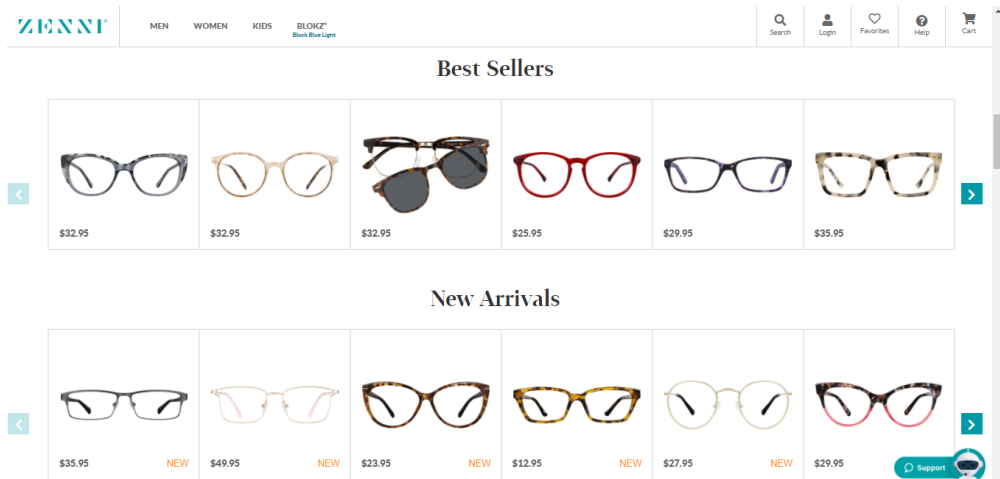 ZENNI®
MEN WOMEN KIDS BLOKZ®
Block Blue Light
Search Login Favorites Help Cart
Best Sellers
$32.95 $32.95 $32.95 $25.95 $29.95 $35.95
New Arrivals
$35.95 NEW $49.95 NEW $23.95 NEW $12.95 NEW $27.95 NEW $29.95
Support